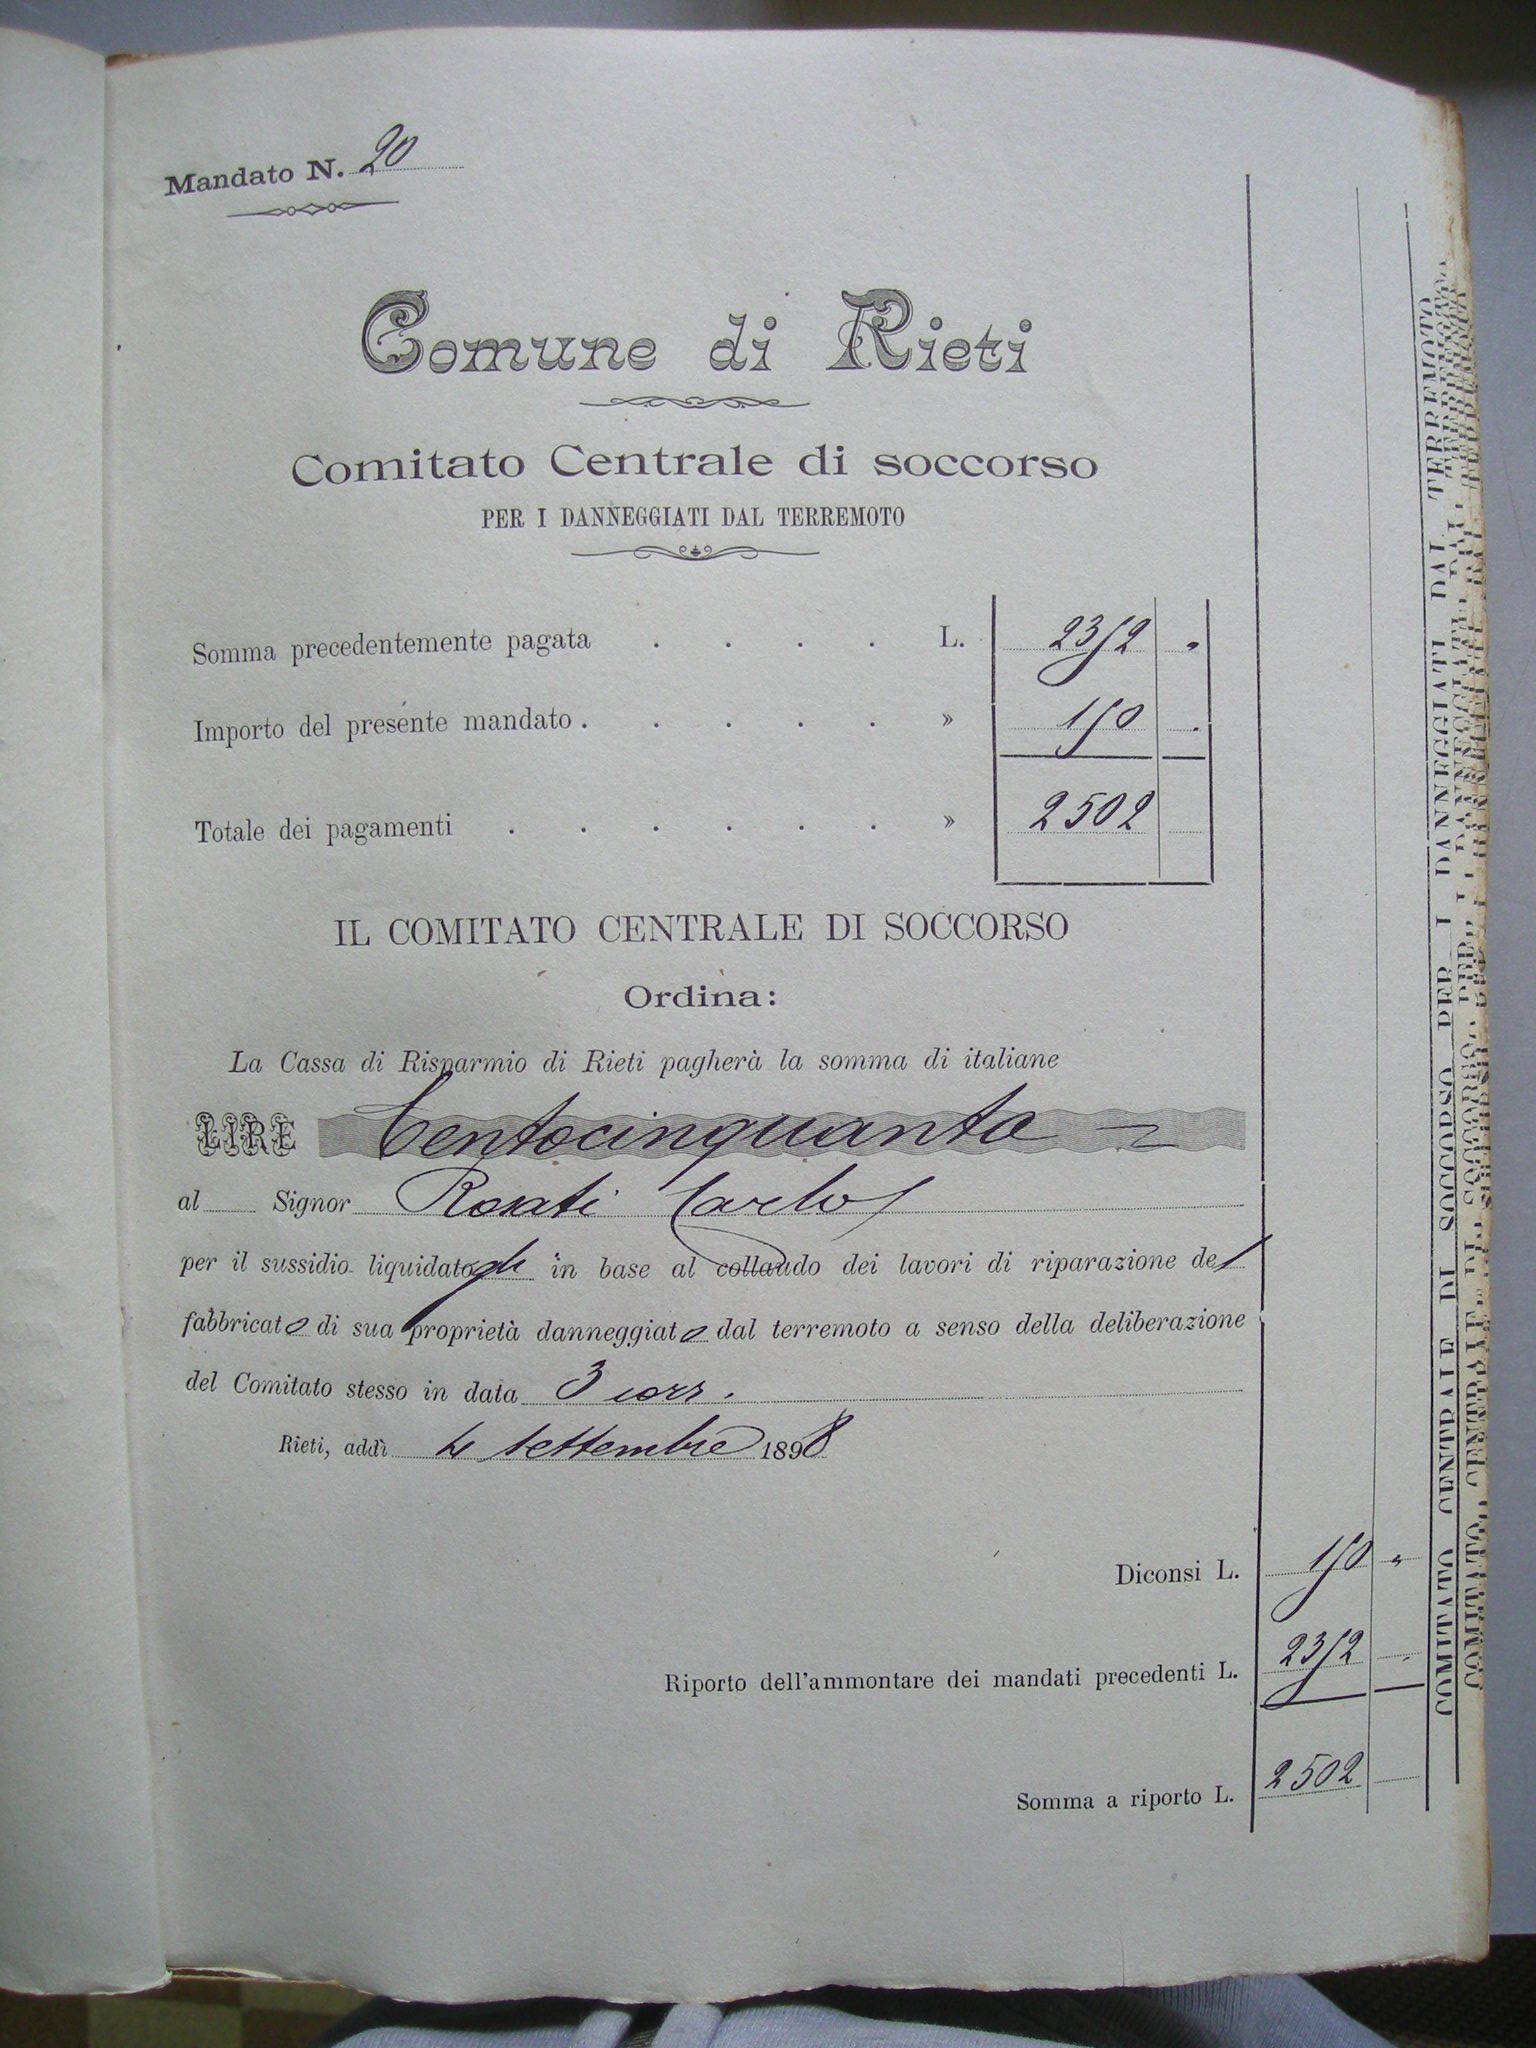 Mandato N. 20
Comune di Rieti
Comitato Centrale di soccorso
PER I DANNEGGIATI DAL TERREMOTO
Somma precedentemente pagata . . . . L. 2352 "
Importo del presente mandato . . . . . » 150 "
Totale dei pagamenti . . . . . . » 2502
IL COMITATO CENTRALE DI SOCCORSO
Ordina:
La Cassa di Risparmio di Rieti pagherà la somma di italiane
LIRE Centocinquanta =
al Signor Rosati Carlo
per il sussidio liquidatogli in base al collaudo dei lavori di riparazione del
fabbricato di sua proprietà danneggiato dal terremoto a senso della deliberazione
del Comitato stesso in data 3 corr.
Rieti, addì 4 settembre 1898
Diconsi L. 150 "
Riporto dell'ammontare dei mandati precedenti L. 2352 "
Somma a riporto L. 2502
COMITATO CENTRALE DI SOCCORSO PER I DANNEGGIATI DAL TERREMOTO